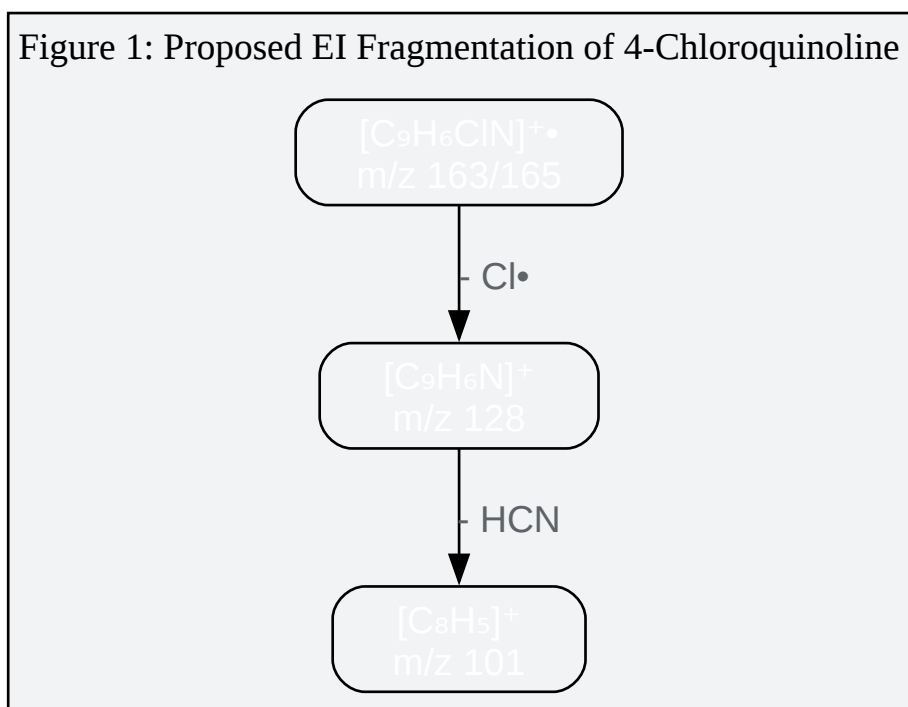 Figure 1: Proposed EI Fragmentation of 4-Chloroquinoline
[C₉H₆ClN]⁺•
m/z 163/165
- Cl•
[C₉H₆N]⁺
m/z 128
- HCN
[C₈H₅]⁺
m/z 101